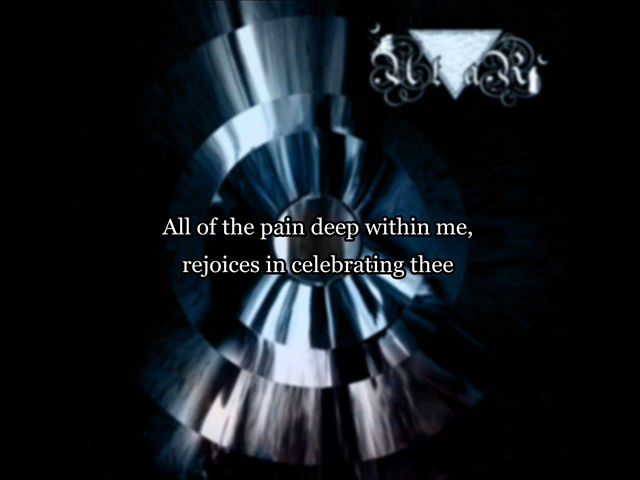 All of the pain deep within me,
rejoices in celebrating thee